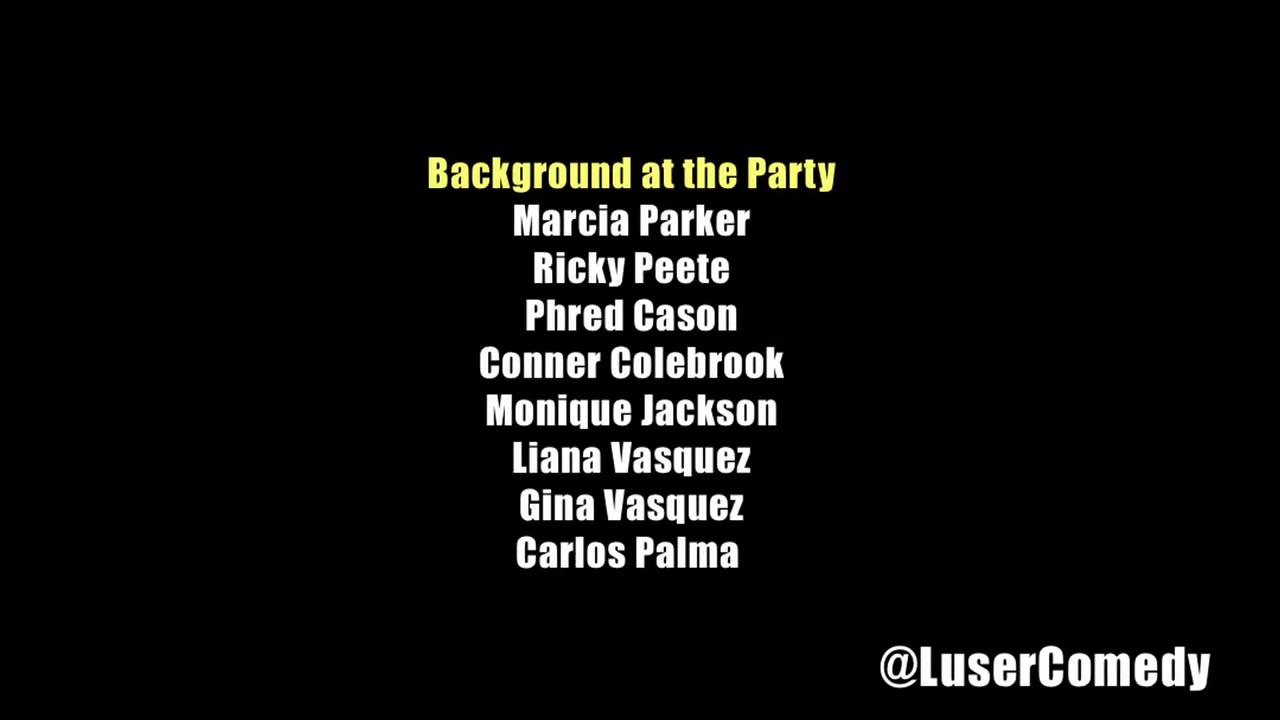 Background at the Party
Marcia Parker
Ricky Peete
Phred Cason
Conner Colebrook
Monique Jackson
Liana Vasquez
Gina Vasquez
Carlos Palma
@LuserComedy